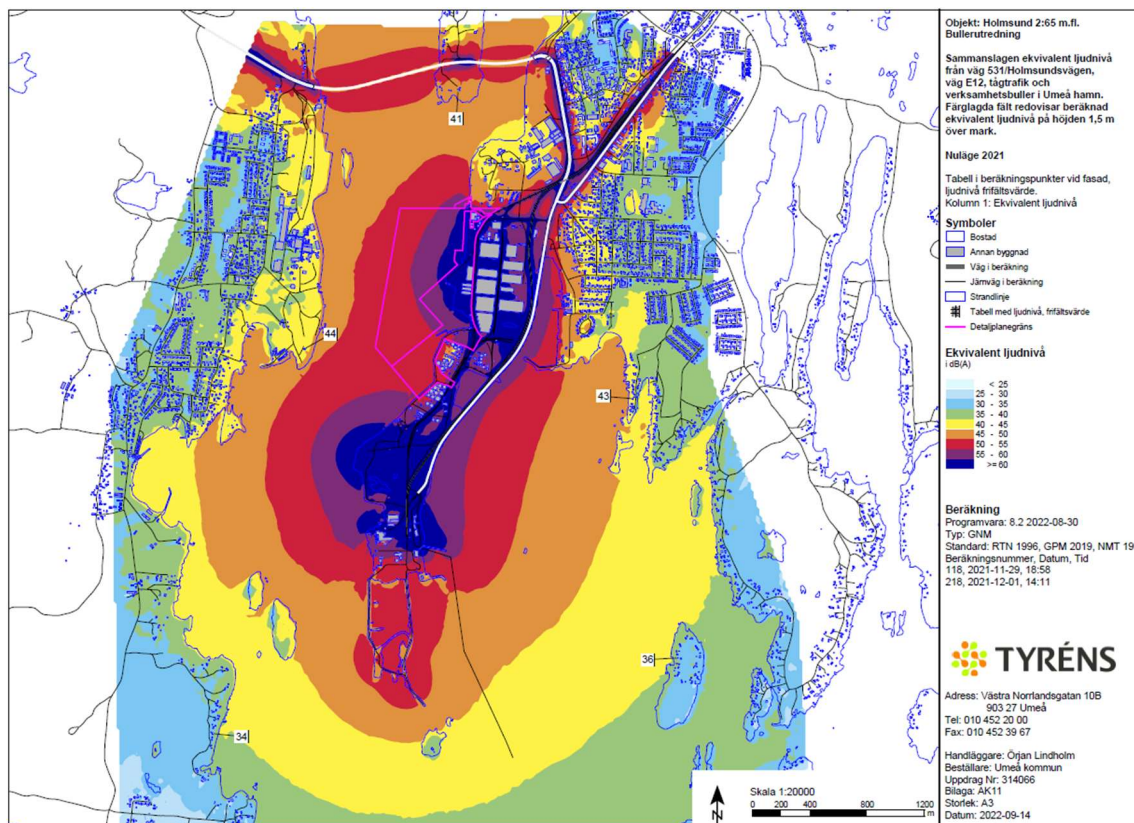 41
44
43
36
34
Skala 1:20000
0 200 400 800 1200
m
N
Objekt: Holmsund 2:65 m.fl.
Bullerutredning
Sammanslagen ekvivalent ljudnivå
från väg 531/Holmsundsvägen,
väg E12, tågtrafik och
verksamhetsbuller i Umeå hamn.
Färglagda fält redovisar beräknad
ekvivalent ljudnivå på höjden 1,5 m
över mark.
Nuläge 2021
Tabell i beräkningspunkter vid fasad,
ljudnivå frifältsvärde.
Kolumn 1: Ekvivalent ljudnivå
Symboler
Bostad
Annan byggnad
Väg i beräkning
Järnväg i beräkning
Strandlinje
Tabell med ljudnivå, frifältsvärde
Detaljplanegräns
Ekvivalent ljudnivå
i dB(A)
< 25
25 - 30
30 - 35
35 - 40
40 - 45
45 - 50
50 - 55
55 - 60
>= 60
Beräkning
Programvara: 8.2 2022-08-30
Typ: GNM
Standard: RTN 1996, GPM 2019, NMT 19
Beräkningsnummer, Datum, Tid
118, 2021-11-29, 18:58
218, 2021-12-01, 14:11
TYRÉNS
Adress: Västra Norrlandsgatan 10B
903 27 Umeå
Tel: 010 452 20 00
Fax: 010 452 39 67
Handläggare: Örjan Lindholm
Beställare: Umeå kommun
Uppdrag Nr: 314066
Bilaga: AK11
Storlek: A3
Datum: 2022-09-14